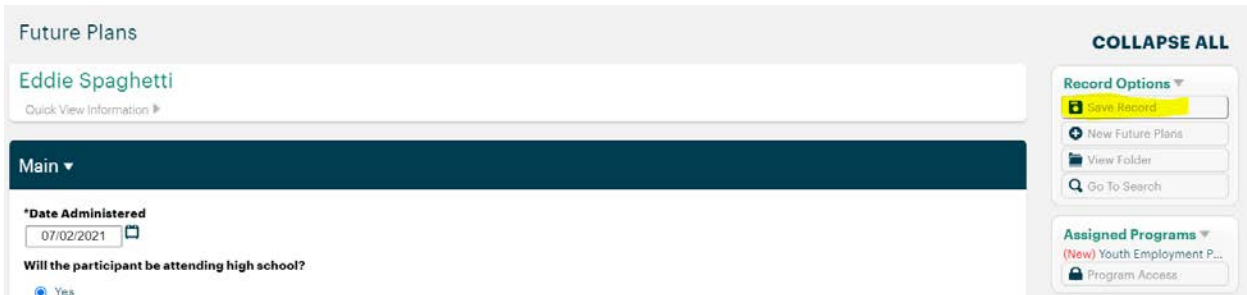 Future Plans
COLLAPSE ALL
Eddie Spaghetti
Quick View Information
Main
*Date Administered
07/02/2021
Will the participant be attending high school?
Yes
Record Options
Save Record
New Future Plans
View Folder
Go To Search
Assigned Programs
(New) Youth Employment P...
Program Access